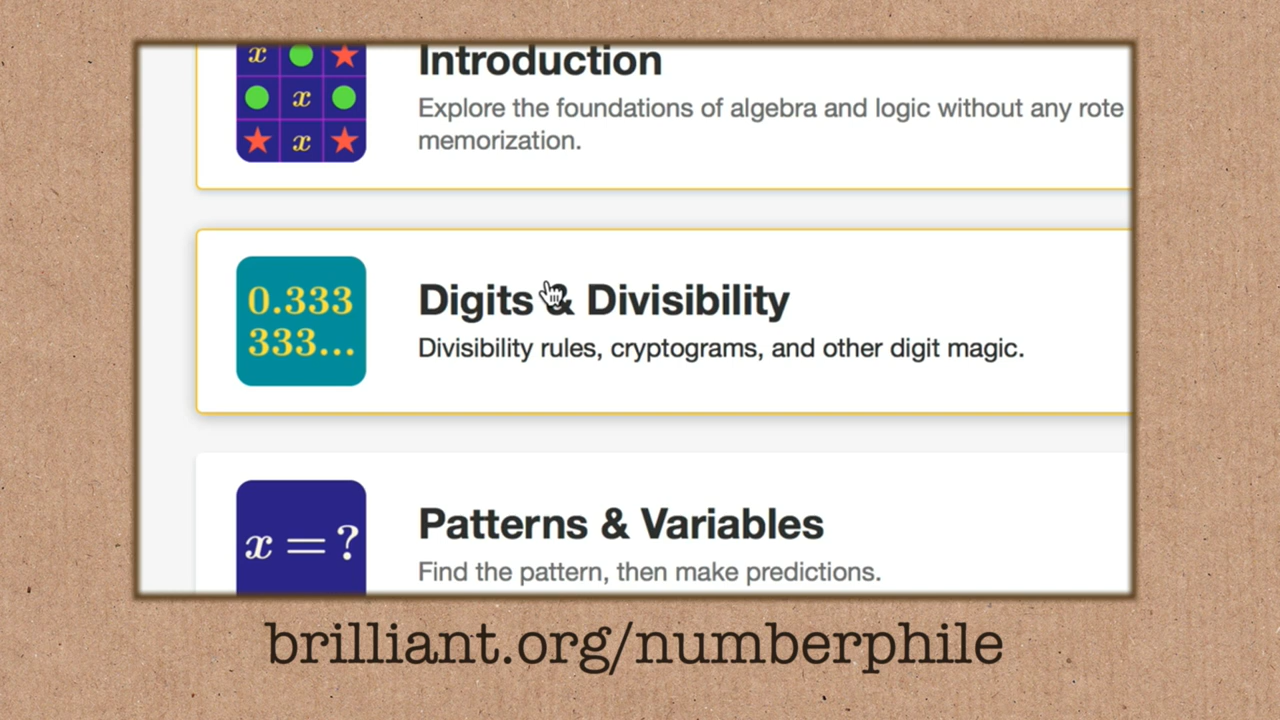 x
Introduction
Explore the foundations of algebra and logic without any rote
memorization.
x
x
0.333
333...
Digits & Divisibility
Divisibility rules, cryptograms, and other digit magic.
x = ?
Patterns & Variables
Find the pattern, then make predictions.
brilliant.org/numberphile